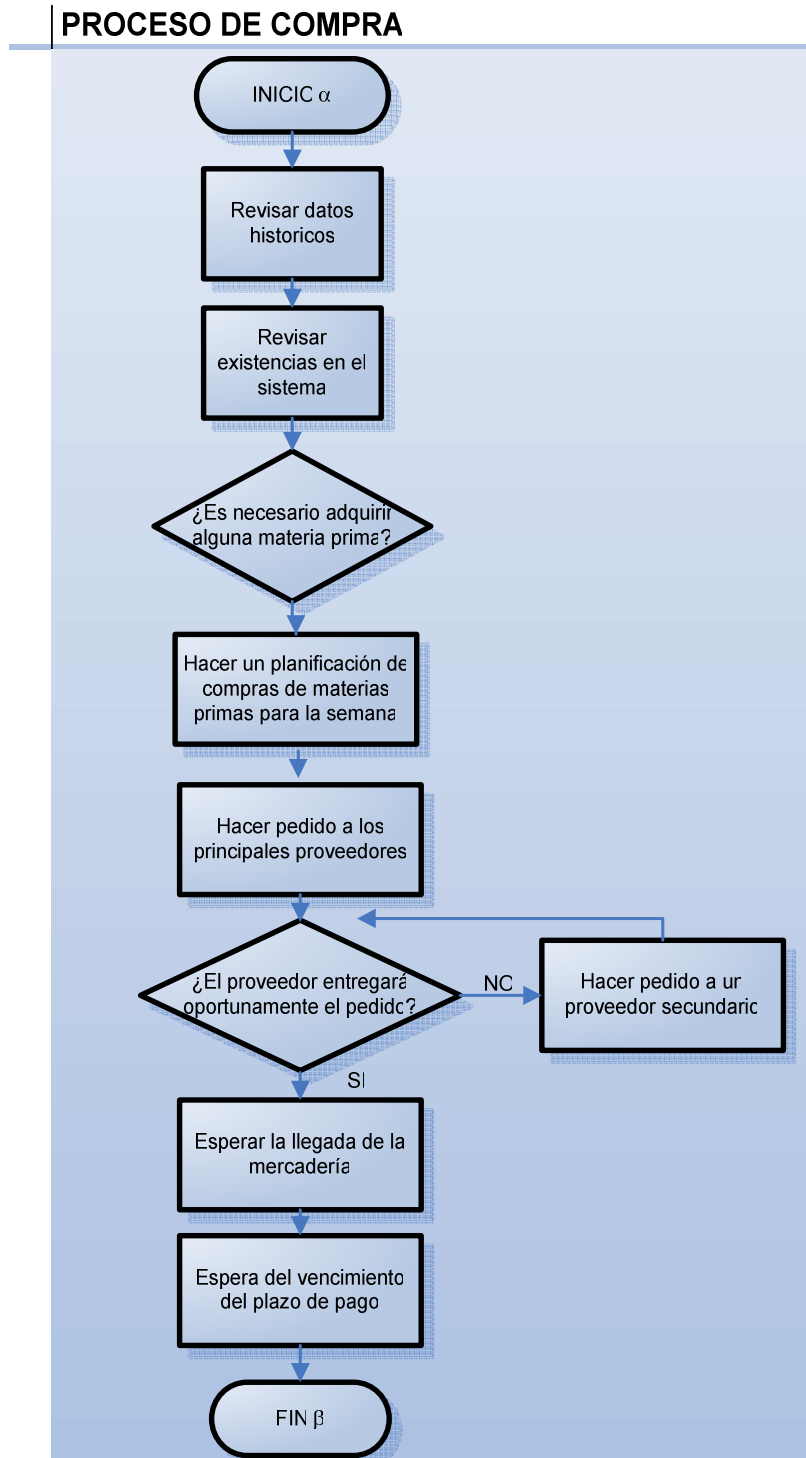 PROCESO DE COMPRA
INICIC α
Revisar datos
historicos
Revisar
existencias en el
sistema
¿Es necesario adquirir
alguna materia prima?
Hacer un planificación de
compras de materias
primas para la semana
Hacer pedido a los
principales proveedores
¿El proveedor entregará
oportunamente el pedido?
NO
Hacer pedido a un
proveedor secundario
SI
Esperar la llegada de la
mercadería
Espera del vencimiento
del plazo de pago
FIN β